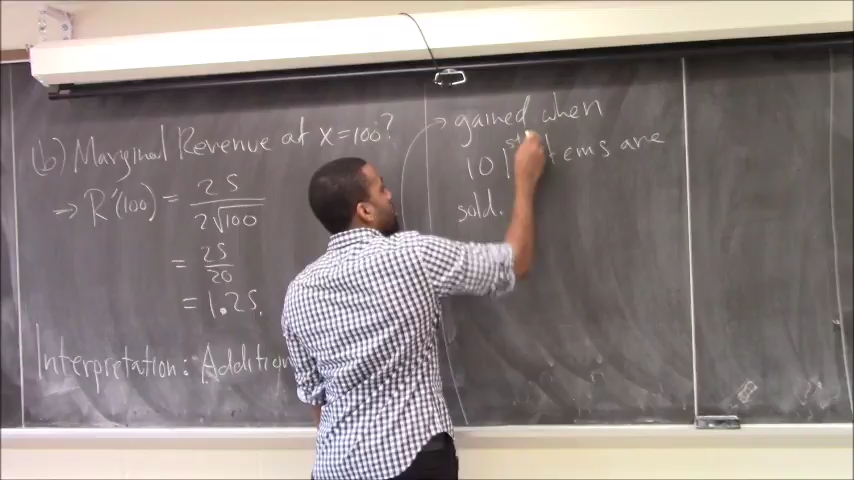 (b) Marginal Revenue at x=100?
→ R'(100) = 25 / 2√100
= 25 / 20
= 1.25.
Interpretation: Addition
→ gained when
101st items are
sold.